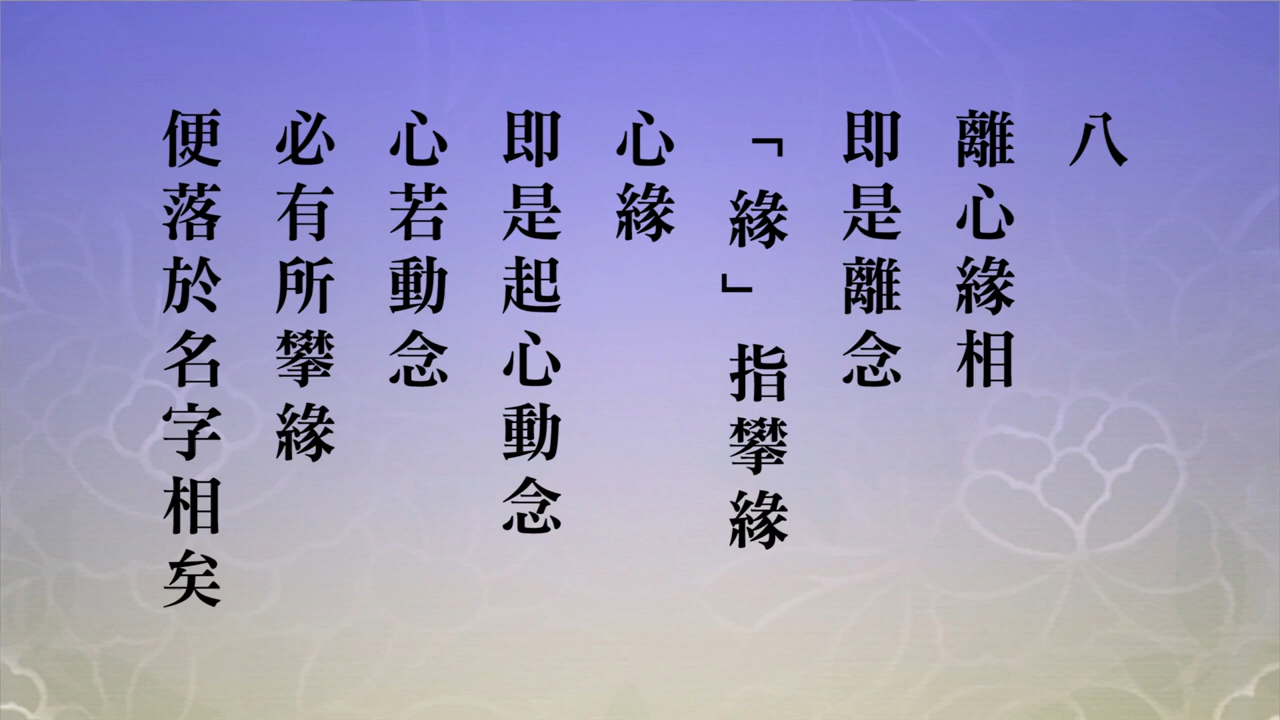 八
離心緣相
即是離念
「緣」指攀緣
心緣
即是起心動念
心若動念
必有所攀緣
便落於名字相矣